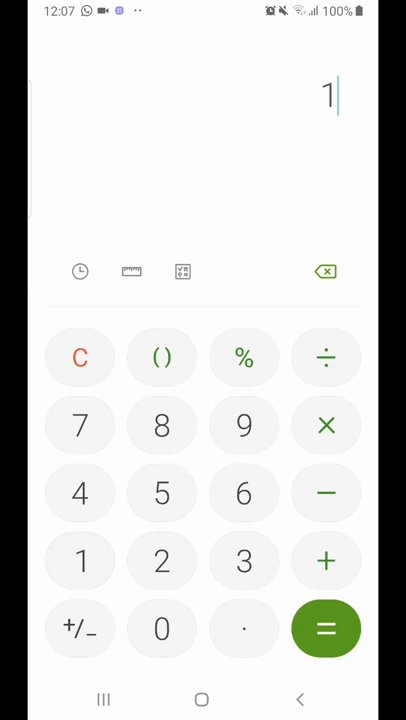 12:07 100%
1
C ( ) % ÷
7 8 9 ×
4 5 6 −
1 2 3 +
+/− 0 . =